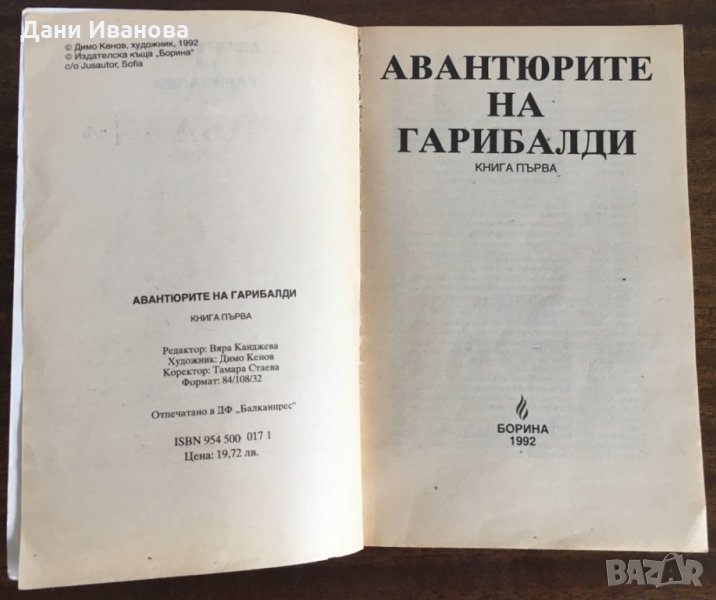 Дани Иванова
© Димо Кенов, художник, 1992
© Издателска къща „Борина"
c/o Jusautor, Sofia
АВАНТЮРИТЕ НА ГАРИБАЛДИ
КНИГА ПЪРВА
Редактор: Вяра Канджева
Художник: Димо Кенов
Коректор: Тамара Стаева
Формат: 84/108/32
Отпечатано в ДФ „Балканпрес"
ISBN 954 500 017 1
Цена: 19,72 лв.
АВАНТЮРИТЕ
НА
ГАРИБАЛДИ
КНИГА ПЪРВА
БОРИНА
1992
BAZAR